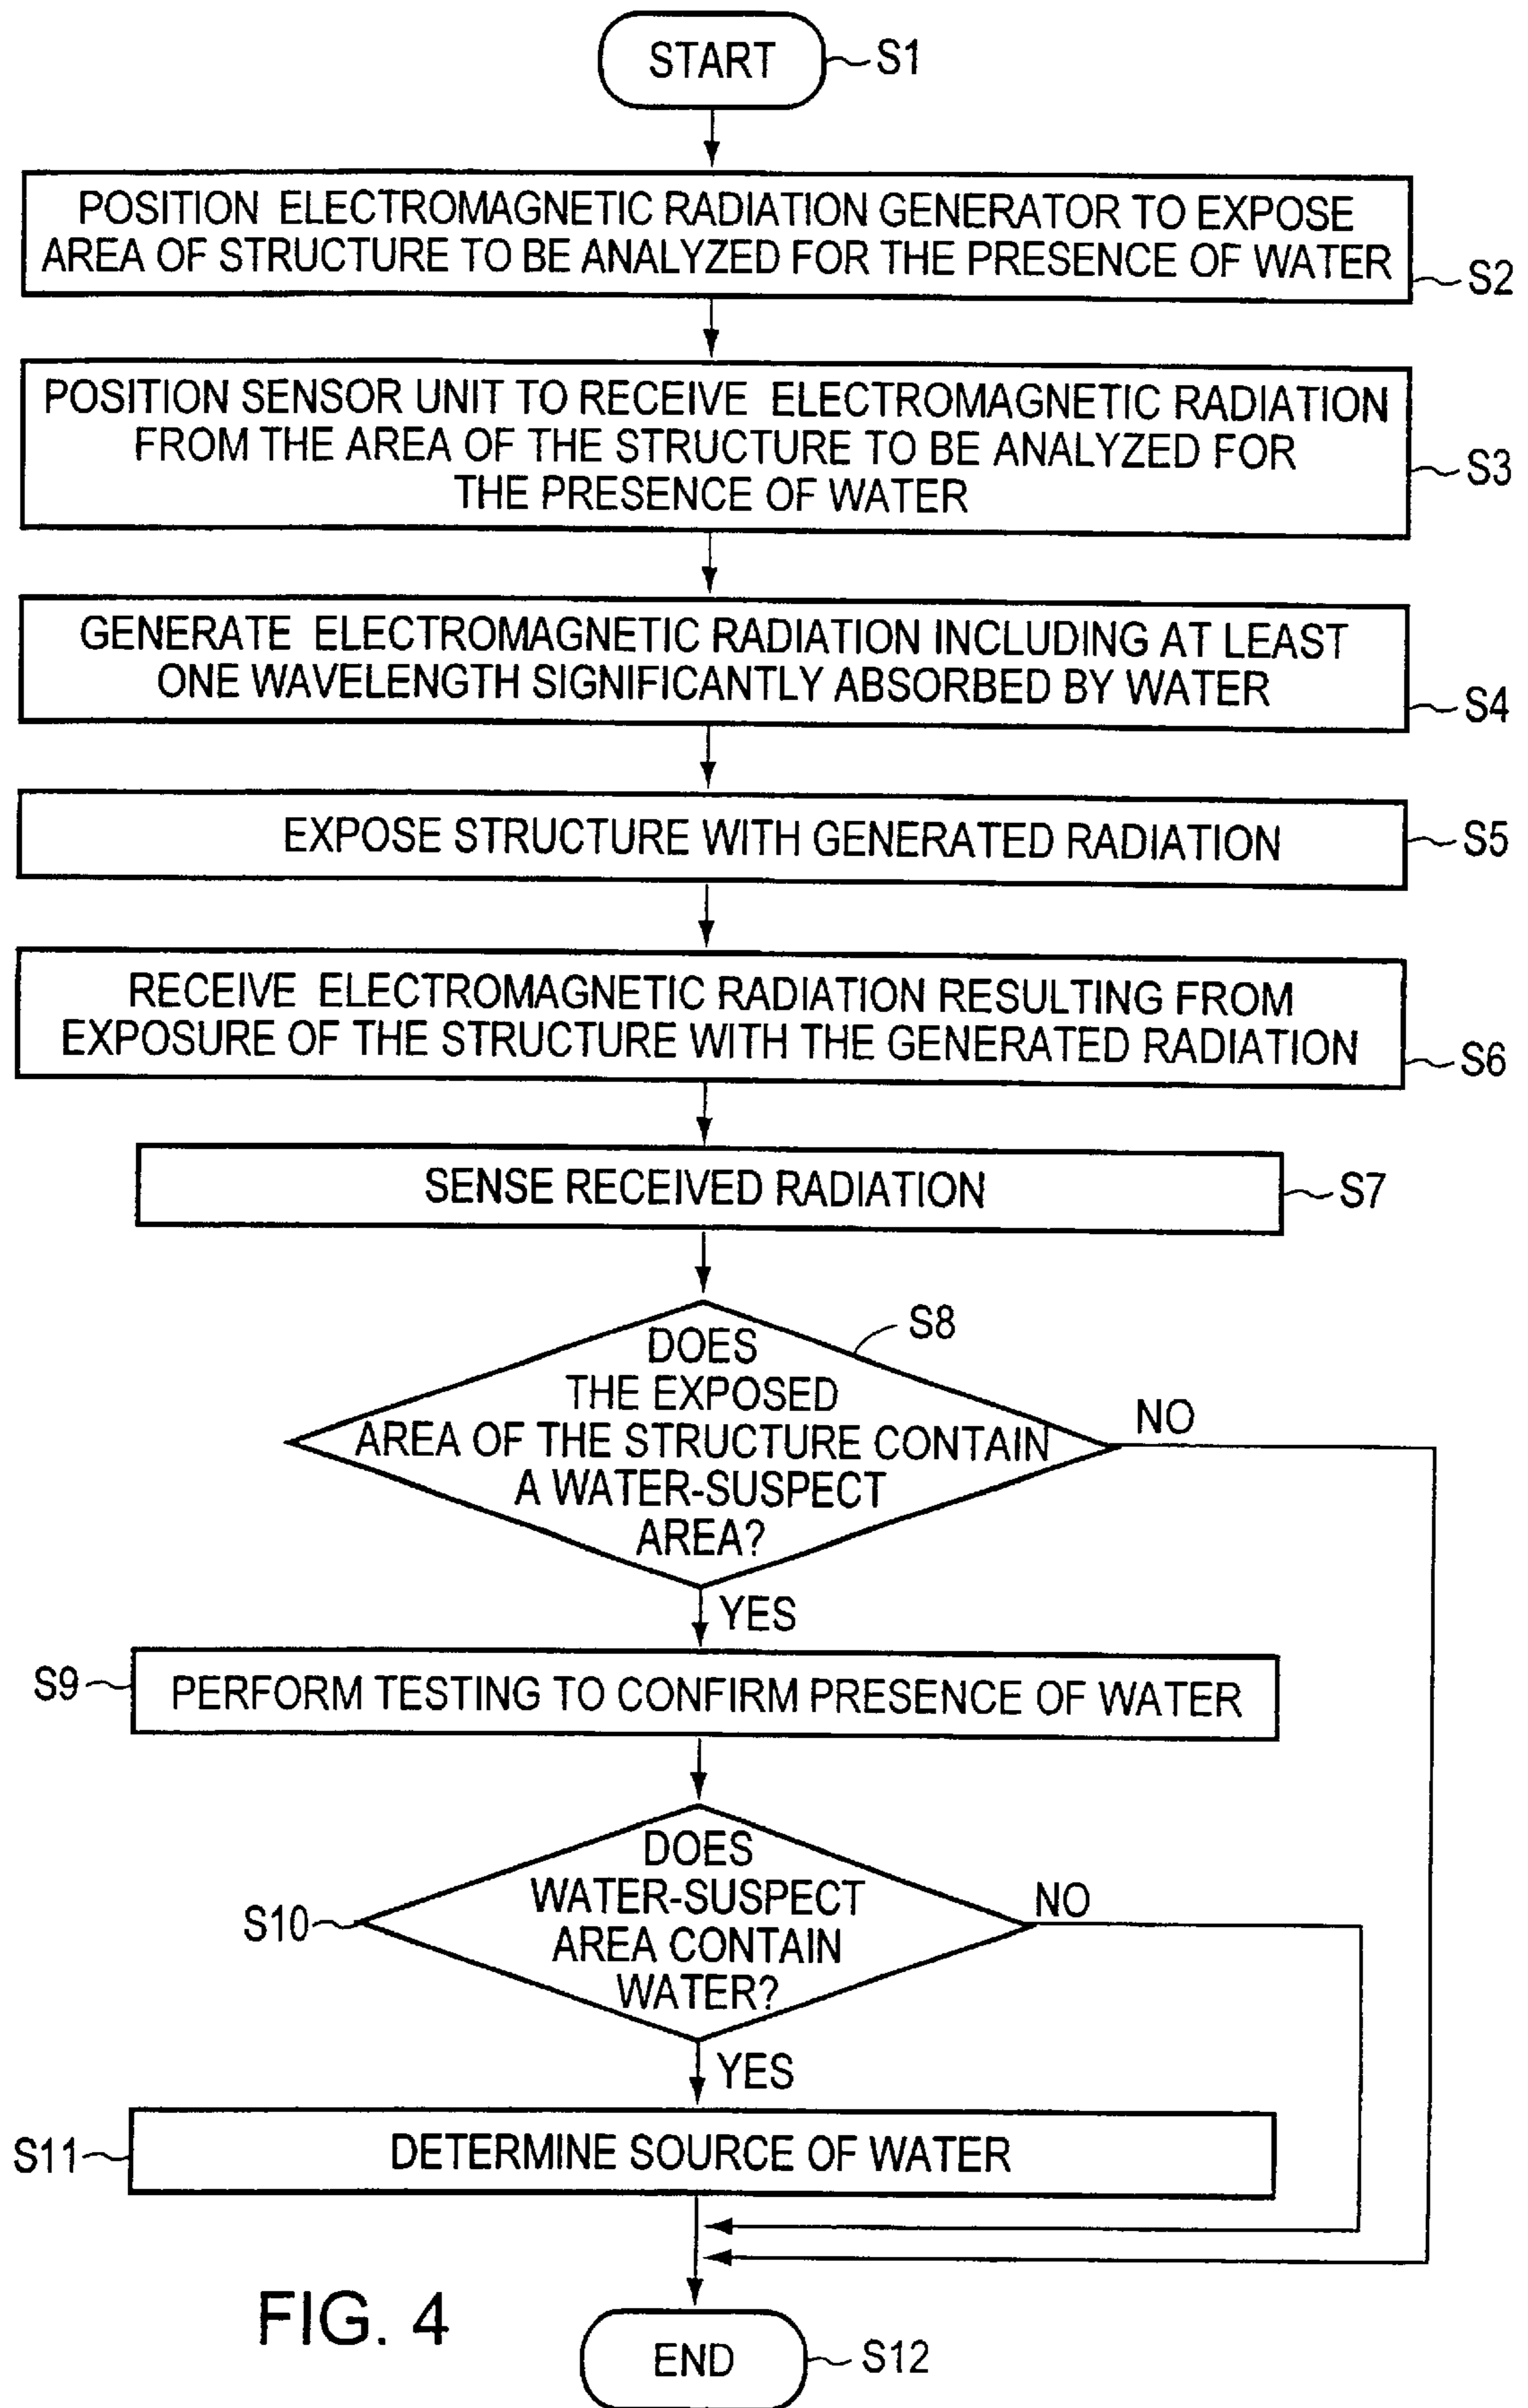 START
S1
POSITION ELECTROMAGNETIC RADIATION GENERATOR TO EXPOSE
AREA OF STRUCTURE TO BE ANALYZED FOR THE PRESENCE OF WATER
S2
POSITION SENSOR UNIT TO RECEIVE ELECTROMAGNETIC RADIATION
FROM THE AREA OF THE STRUCTURE TO BE ANALYZED FOR
THE PRESENCE OF WATER
S3
GENERATE ELECTROMAGNETIC RADIATION INCLUDING AT LEAST
ONE WAVELENGTH SIGNIFICANTLY ABSORBED BY WATER
S4
EXPOSE STRUCTURE WITH GENERATED RADIATION
S5
RECEIVE ELECTROMAGNETIC RADIATION RESULTING FROM
EXPOSURE OF THE STRUCTURE WITH THE GENERATED RADIATION
S6
SENSE RECEIVED RADIATION
S7
S8
DOES
THE EXPOSED
AREA OF THE STRUCTURE CONTAIN
A WATER-SUSPECT
AREA?
NO
YES
S9
PERFORM TESTING TO CONFIRM PRESENCE OF WATER
DOES
WATER-SUSPECT
AREA CONTAIN
WATER?
S10
NO
YES
S11
DETERMINE SOURCE OF WATER
FIG. 4
END
S12